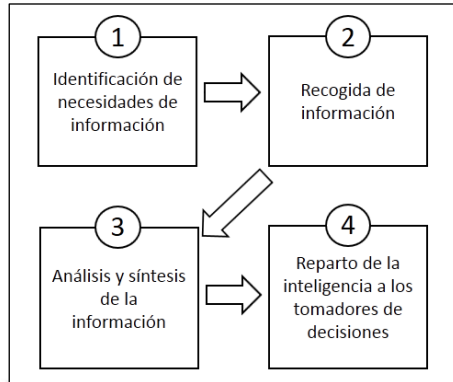 1
Identificación de
necesidades de
información
2
Recogida de
información
3
Análisis y síntesis
de la
información
4
Reparto de la
inteligencia a los
tomadores de
decisiones